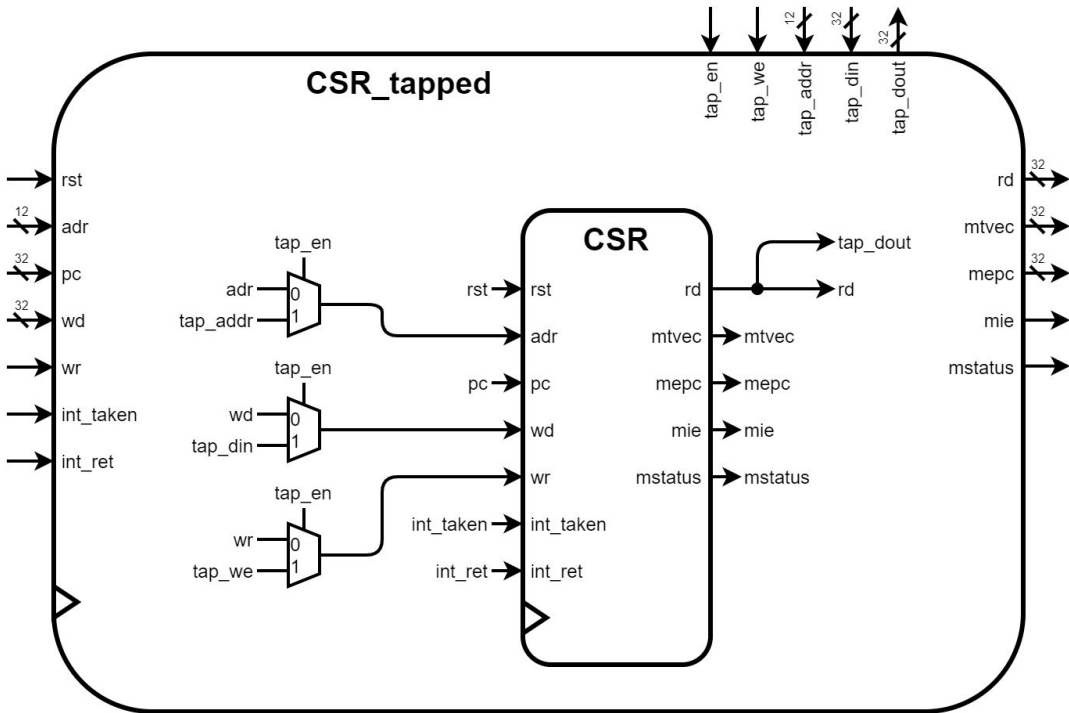 12
32
32
tap_en
tap_we
tap_addr
tap_din
tap_dout
CSR_tapped
rst
12
adr
32
pc
32
wd
wr
int_taken
int_ret
32
rd
32
mtvec
32
mepc
mie
mstatus
tap_en
adr
0
tap_addr
1
tap_en
wd
0
tap_din
1
tap_en
wr
0
tap_we
1
CSR
rst
rst
adr
pc
pc
wd
wr
int_taken
int_taken
int_ret
int_ret
rd
tap_dout
rd
mtvec
mtvec
mepc
mepc
mie
mie
mstatus
mstatus